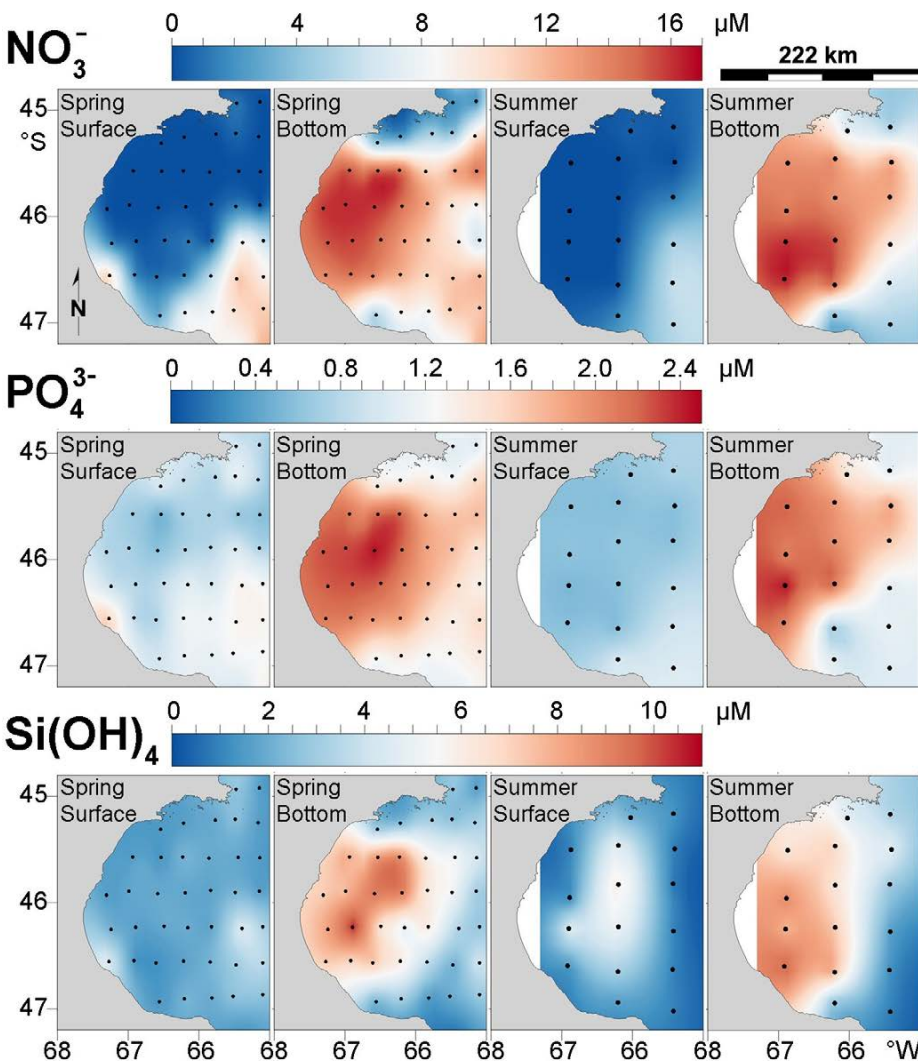 NO₃⁻
0 4 8 12 16 µM
222 km
45
°S
46
47
Spring
Surface
N
Spring
Bottom
Summer
Surface
Summer
Bottom
PO₄³⁻
0 0.4 0.8 1.2 1.6 2.0 2.4 µM
45
46
47
Spring
Surface
Spring
Bottom
Summer
Surface
Summer
Bottom
Si(OH)₄
0 2 4 6 8 10 µM
45
46
47
Spring
Surface
Spring
Bottom
Summer
Surface
Summer
Bottom
68 67 66 68 67 66 68 67 66 68 67 66 °W